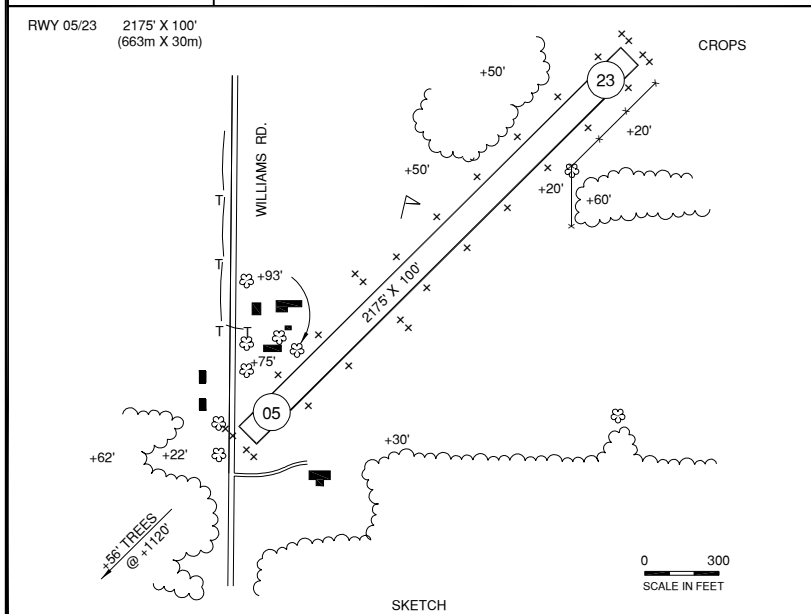 RWY 05/23 2175' X 100'
(663m X 30m)
CROPS
+50'
23
+20'
WILLIAMS RD.
+50'
+20'
+60'
T
T
2175' X 100'
+93'
T
T
+75'
05
+62'
+22'
+30'
+56' TREES
@ +1120'
0 300
SCALE IN FEET
SKETCH